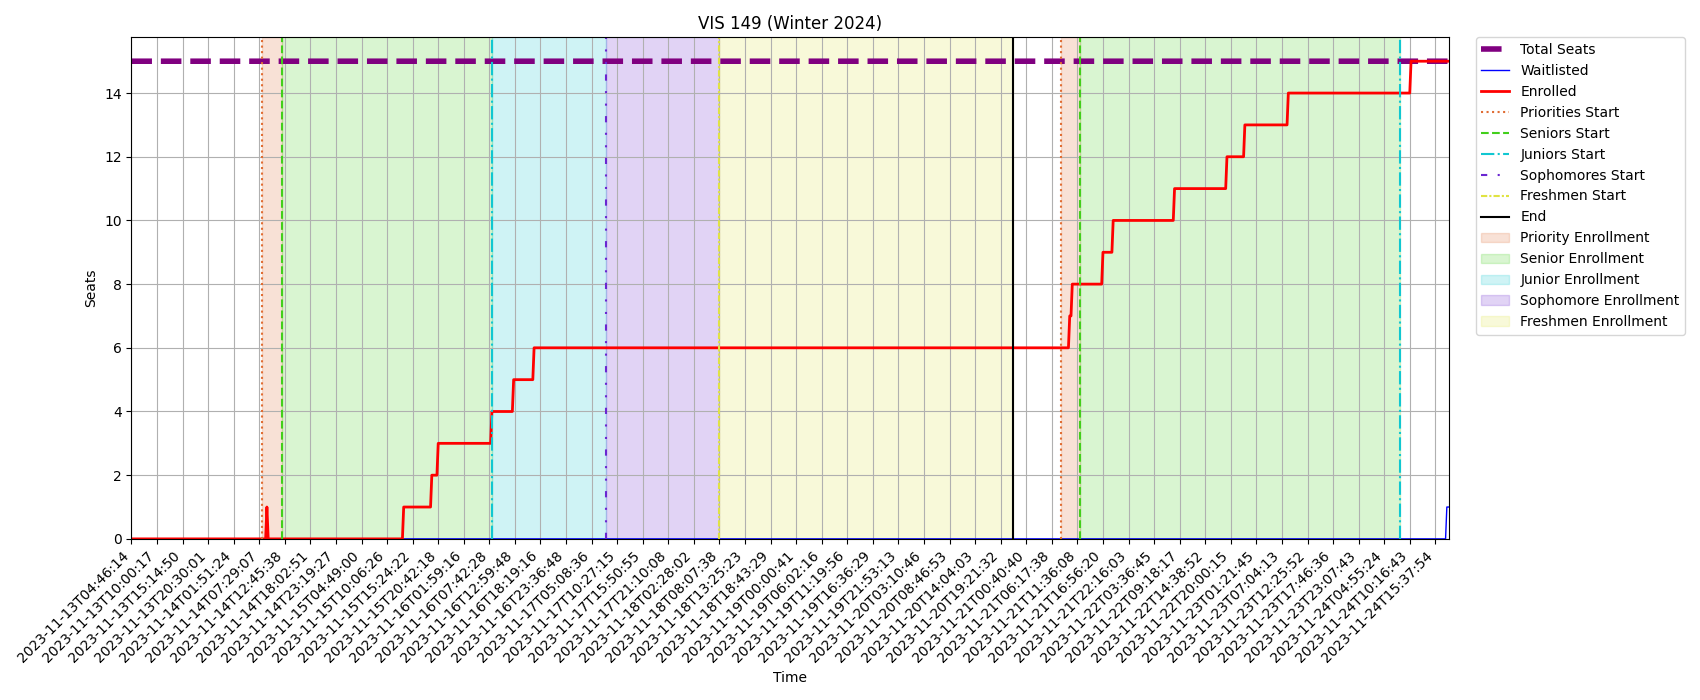 VIS 149 (Winter 2024)
Total Seats
Waitlisted
Enrolled
Priorities Start
Seniors Start
Juniors Start
Sophomores Start
Freshmen Start
End
Priority Enrollment
Senior Enrollment
Junior Enrollment
Sophomore Enrollment
Freshmen Enrollment
Seats
14
12
10
8
6
4
2
0
2023-11-13T04:46:14
2023-11-13T10:00:17
2023-11-13T15:14:50
2023-11-13T20:30:01
2023-11-14T01:51:24
2023-11-14T07:29:07
2023-11-14T12:45:38
2023-11-14T18:02:51
2023-11-14T23:19:27
2023-11-15T04:49:00
2023-11-15T10:06:26
2023-11-15T15:24:22
2023-11-15T20:42:18
2023-11-16T01:59:16
2023-11-16T07:42:28
2023-11-16T12:59:48
2023-11-16T18:19:16
2023-11-16T23:36:48
2023-11-17T05:08:36
2023-11-17T10:27:15
2023-11-17T15:50:55
2023-11-17T21:10:08
2023-11-18T02:28:02
2023-11-18T08:07:38
2023-11-18T13:25:23
2023-11-18T18:43:29
2023-11-19T00:00:41
2023-11-19T06:02:16
2023-11-19T11:19:56
2023-11-19T16:36:29
2023-11-19T21:53:13
2023-11-20T03:10:46
2023-11-20T08:46:53
2023-11-20T14:04:03
2023-11-20T19:21:32
2023-11-21T00:40:40
2023-11-21T06:17:38
2023-11-21T11:36:08
2023-11-21T16:56:20
2023-11-21T22:16:03
2023-11-22T03:36:45
2023-11-22T09:18:17
2023-11-22T14:38:52
2023-11-22T20:00:15
2023-11-23T01:21:45
2023-11-23T07:04:13
2023-11-23T12:25:52
2023-11-23T17:46:36
2023-11-23T23:07:43
2023-11-24T04:55:24
2023-11-24T10:16:43
2023-11-24T15:37:54
Time